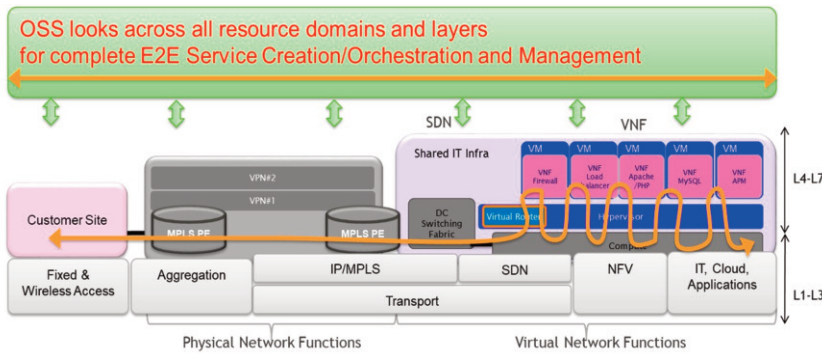 OSS looks across all resource domains and layers
for complete E2E Service Creation/Orchestration and Management
SDN
VNF
Shared IT Infra
VM
VM
VM
VM
VM
VNF
Firewall
VNF
Load
Balancer
VNF
Apache
/PHP
VNF
MySQL
VNF
APM
L4-L7
VPN#2
VPN#1
Customer Site
MPLS PE
MPLS PE
DC
Switching
Fabric
Virtual Router
Hypervisor
Compute
Fixed &
Wireless Access
Aggregation
IP/MPLS
SDN
NFV
IT, Cloud,
Applications
Transport
L1-L3
Physical Network Functions
Virtual Network Functions